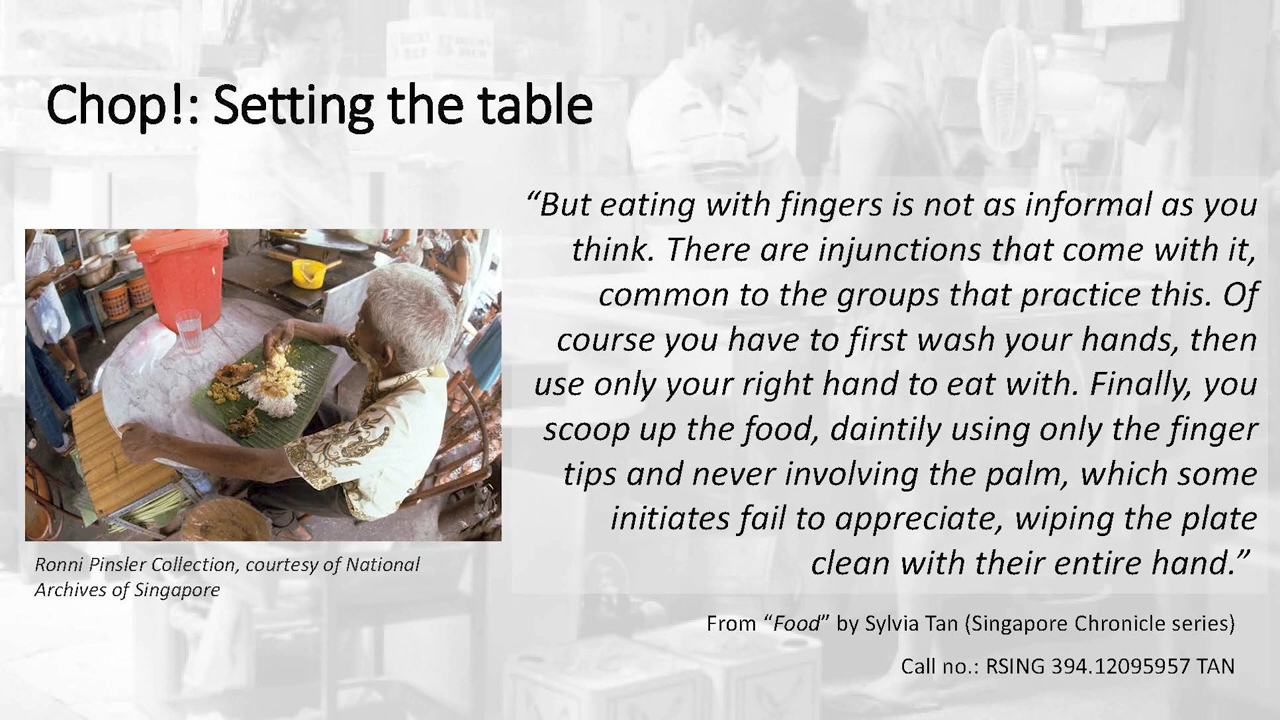 Chop!: Setting the table
“But eating with fingers is not as informal as you
think. There are injunctions that come with it,
common to the groups that practice this. Of
course you have to first wash your hands, then
use only your right hand to eat with. Finally, you
scoop up the food, daintily using only the finger
tips and never involving the palm, which some
initiates fail to appreciate, wiping the plate
clean with their entire hand.”
Ronni Pinsler Collection, courtesy of National
Archives of Singapore
From “Food” by Sylvia Tan (Singapore Chronicle series)
Call no.: RSING 394.12095957 TAN